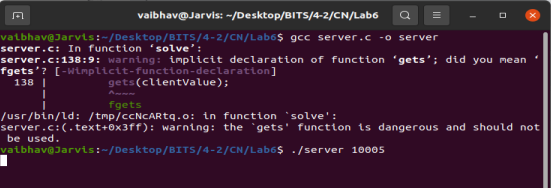 vaibhav@Jarvis: ~/Desktop/BITS/4-2/CN/Lab6
vaibhav@Jarvis:~/Desktop/BITS/4-2/CN/Lab6$ gcc server.c -o server
server.c: In function ‘solve’:
server.c:138:9: warning: implicit declaration of function ‘gets’; did you mean ‘
fgets’? [-Wimplicit-function-declaration]
138 | gets(clientValue);
| ^~~~
| fgets
/usr/bin/ld: /tmp/ccNcARtq.o: in function `solve':
server.c:(.text+0x3ff): warning: the `gets' function is dangerous and should not
be used.
vaibhav@Jarvis:~/Desktop/BITS/4-2/CN/Lab6$ ./server 10005